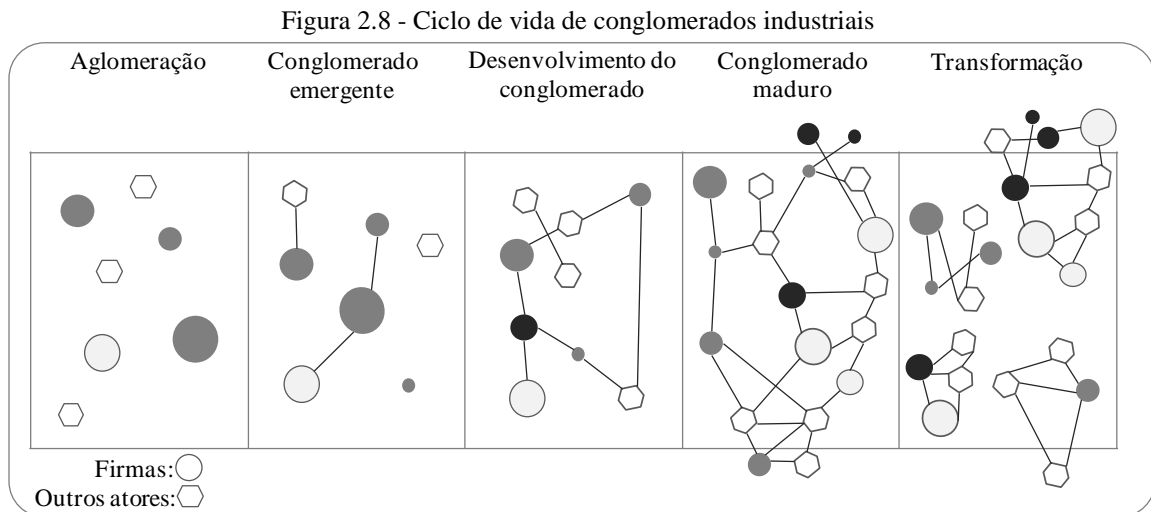 Figura 2.8 - Ciclo de vida de conglomerados industriais
Aglomeração
Conglomerado
emergente
Desenvolvimento do
conglomerado
Conglomerado
maduro
Transformação
Firmas:
Outros atores: